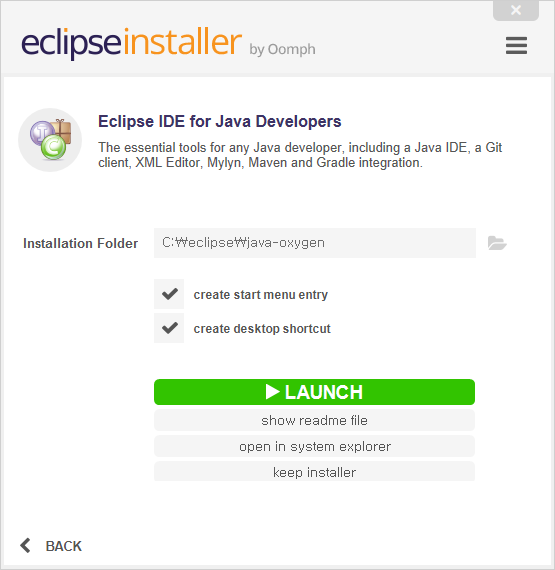 eclipseinstaller by Oomph
Eclipse IDE for Java Developers
The essential tools for any Java developer, including a Java IDE, a Git
client, XML Editor, Mylyn, Maven and Gradle integration.
Installation Folder C:₩eclipse₩java-oxygen
create start menu entry
create desktop shortcut
LAUNCH
show readme file
open in system explorer
keep installer
BACK